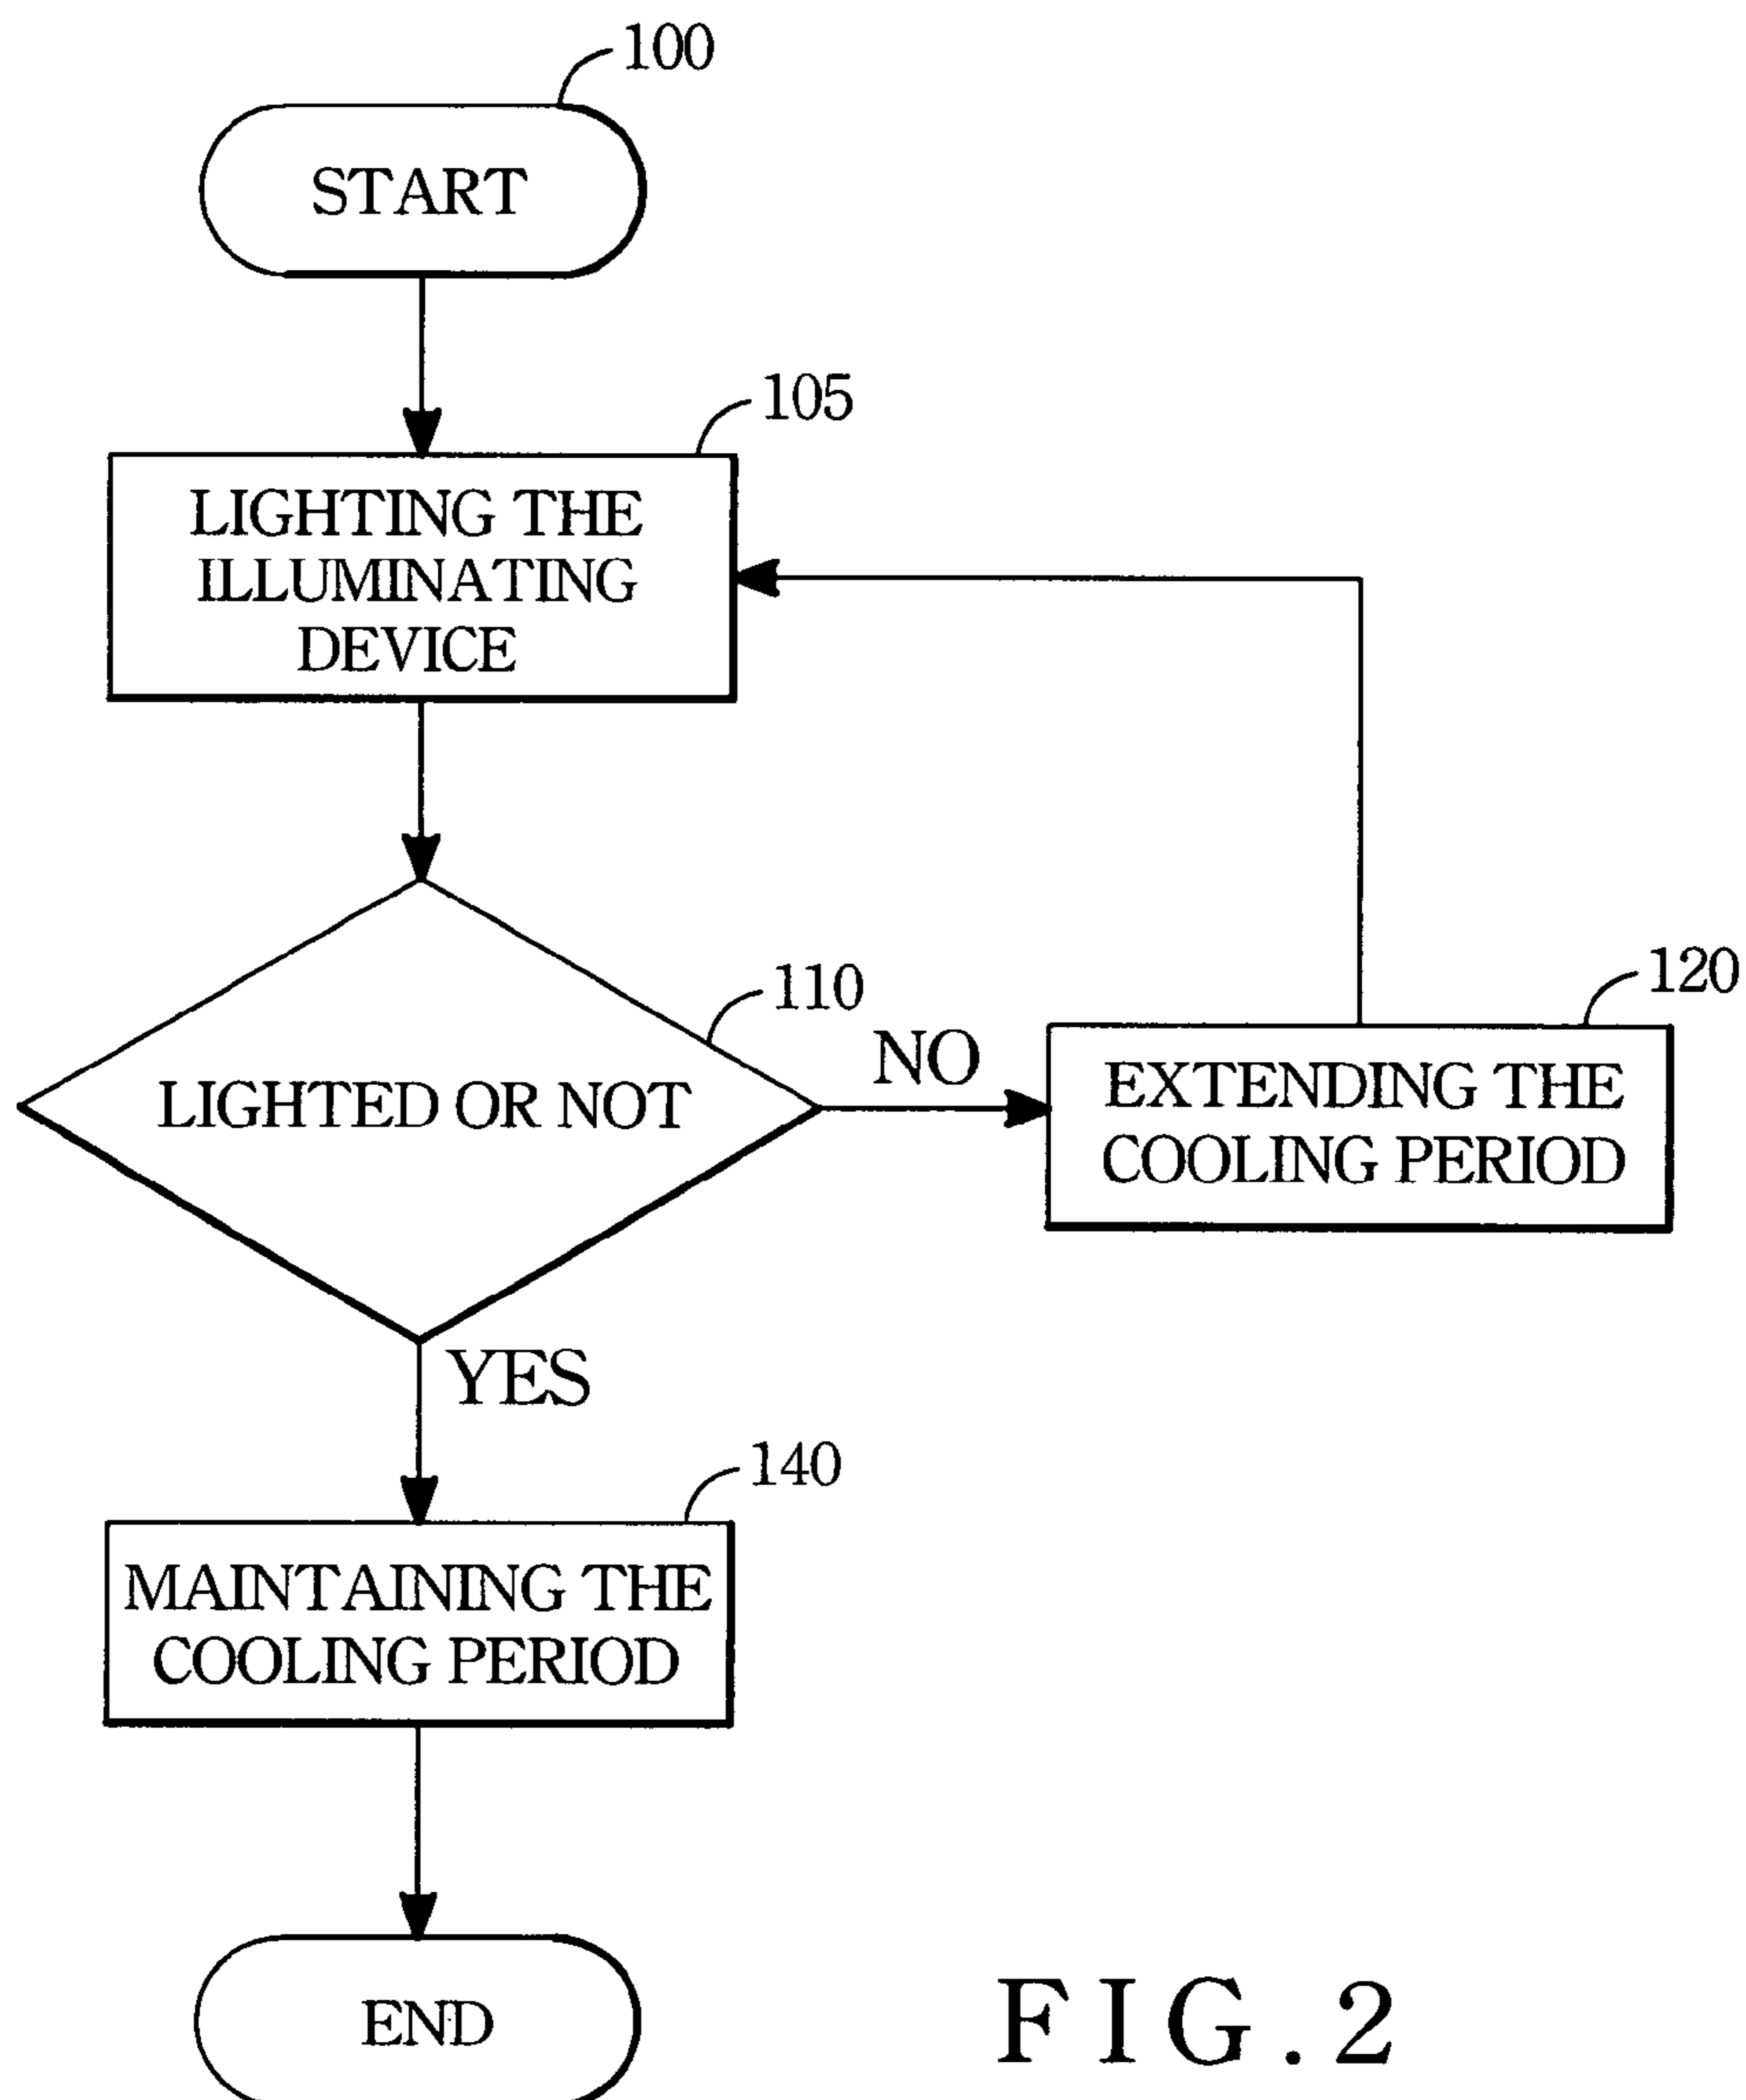 100
START
105
LIGHTING THE
ILLUMINATING
DEVICE
110
LIGHTED OR NOT
NO
120
EXTENDING THE
COOLING PERIOD
YES
140
MAINTAINING THE
COOLING PERIOD
END
FIG.2